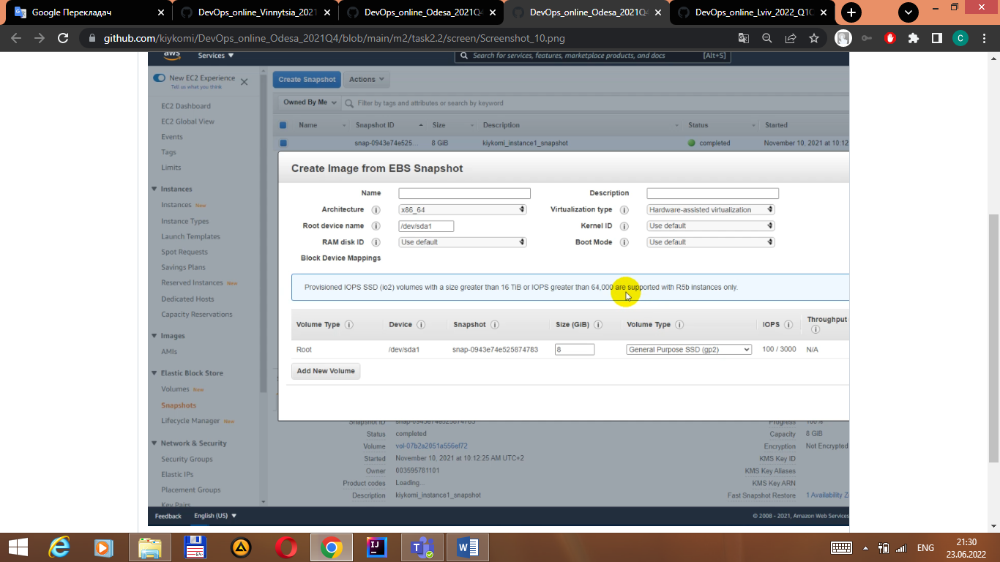 Google Перекладач
DevOps_online_Vinnytsia_2021
DevOps_online_Odesa_2021Q4
DevOps_online_Odesa_2021Q4
DevOps_online_Lviv_2022_Q1Q
github.com/kiykomi/DevOps_online_Odesa_2021Q4/blob/main/m2/task2.2/screen/Screenshot_10.png
C
aws
Services
Search for services, features, marketplace products, and docs
[Alt+S]
New EC2 Experience
Tell us what you think
EC2 Dashboard
EC2 Global View
Events
Tags
Limits
Instances
Instances New
Instance Types
Launch Templates
Spot Requests
Savings Plans
Reserved Instances New
Dedicated Hosts
Capacity Reservations
Images
AMIs
Elastic Block Store
Volumes New
Snapshots
Lifecycle Manager New
Network & Security
Security Groups
Elastic IPs
Placement Groups
Key Pairs
Create Snapshot
Actions
Owned By Me
Filter by tags and attributes or search by keyword
Name Snapshot ID Size Description Status Started
snap-0943e74e525... 8 GiB kiykomi_instance1_snapshot completed November 10, 2021 at 10:12
Create Image from EBS Snapshot
Name Description
Architecture x86_64 Virtualization type Hardware-assisted virtualization
Root device name /dev/sda1 Kernel ID Use default
RAM disk ID Use default Boot Mode Use default
Block Device Mappings
Provisioned IOPS SSD (io2) volumes with a size greater than 16 TiB or IOPS greater than 64,000 are supported with R5b instances only.
Volume Type Device Snapshot Size (GiB) Volume Type IOPS Throughput
Root /dev/sda1 snap-0943e74e525874783 8 General Purpose SSD (gp2) 100 / 3000 N/A
Add New Volume
Snapshot ID snap-0943e74e525874783 Progress 100%
Status completed Capacity 8 GiB
Volume vol-07b2a2051a556ef72 Encryption Not Encrypted
Started November 10, 2021 at 10:12:25 AM UTC+2 KMS Key ID
Owner 003595781101 KMS Key Aliases
Product codes Loading... KMS Key ARN
Description kiykomi_instance1_snapshot Fast Snapshot Restore 1 Availability Z
Feedback English (US) © 2008 - 2021, Amazon Web Services
ENG
21:30
23.06.2022